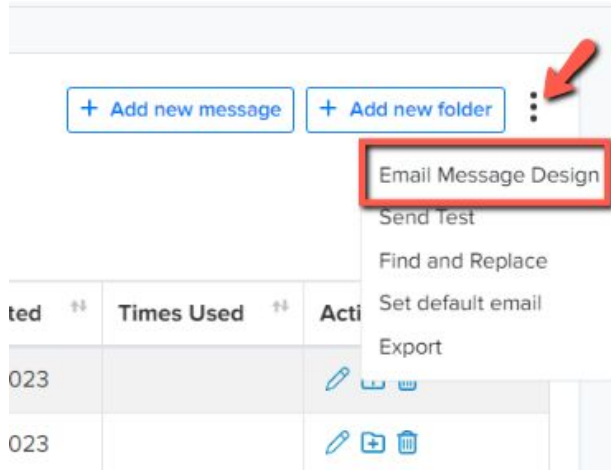 + Add new message + Add new folder
Email Message Design
Send Test
Find and Replace
Set default email
Export
ted Times Used Acti
023
023